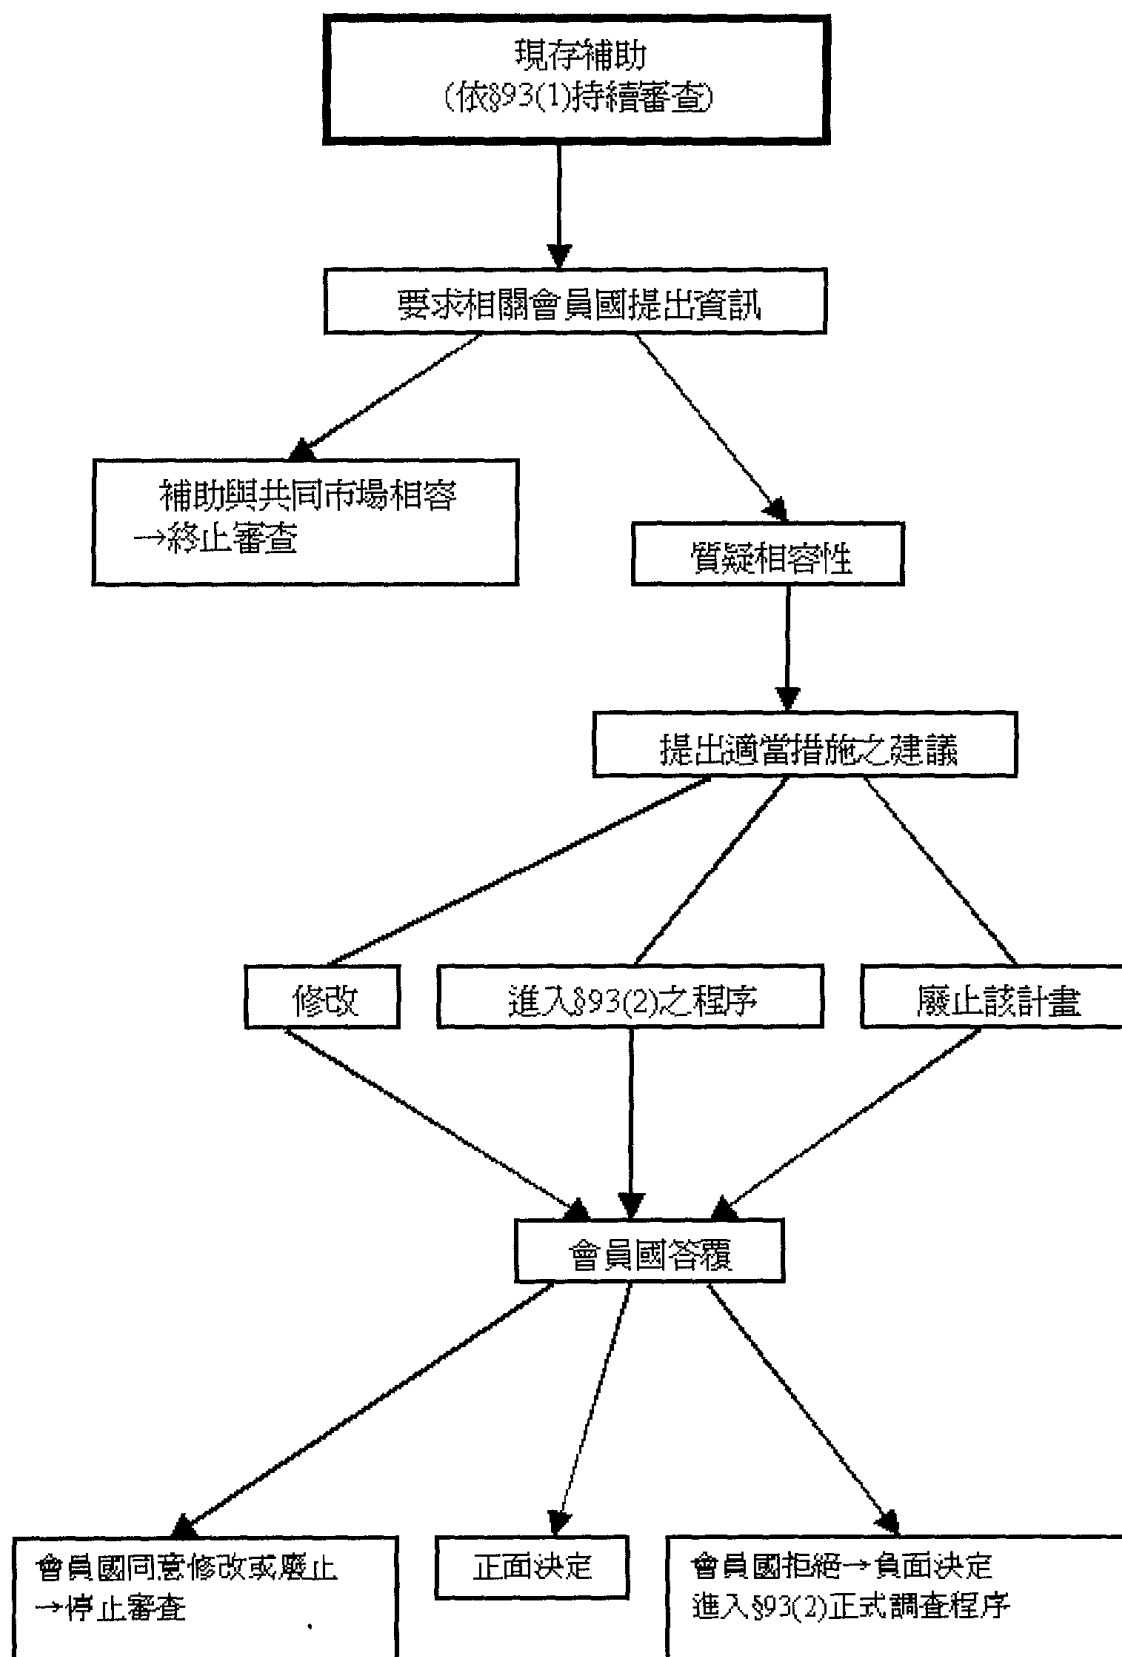 現存補助
(依§93(1)持續審查)
要求相關會員國提出資訊
補助與共同市場相容
→終止審查
質疑相容性
提出適當措施之建議
修改
進入§93(2)之程序
廢止該計畫
會員國答覆
會員國同意修改或廢止
→停止審查
正面決定
會員國拒絕→負面決定
進入§93(2)正式調查程序